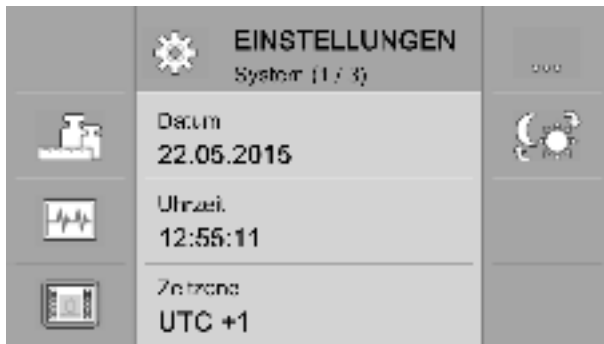 EINSTELLUNGEN
System (1 / 3)
...
Datum
22.05.2015
Uhrzeit
12:55:11
Zeitzone
UTC +1